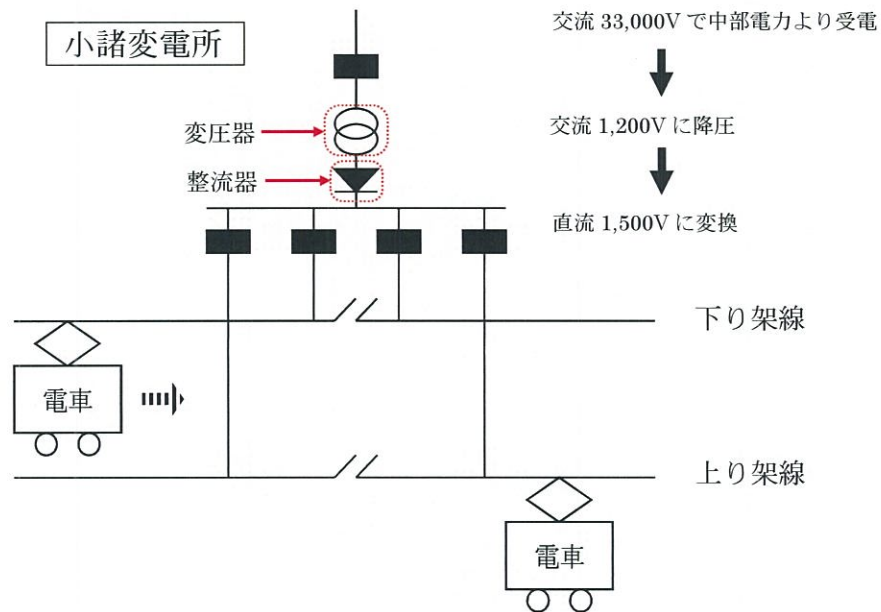 小諸変電所
交流 33,000V で中部電力より受電
変圧器
交流 1,200V に降圧
整流器
直流 1,500V に変換
下り架線
電車
上り架線
電車